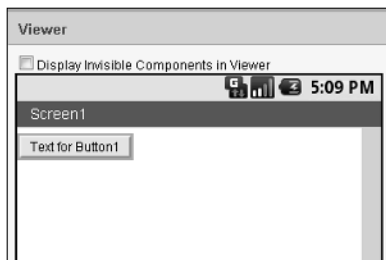 Viewer
Display Invisible Components in Viewer
G 5:09 PM
Screen1
Text for Button1